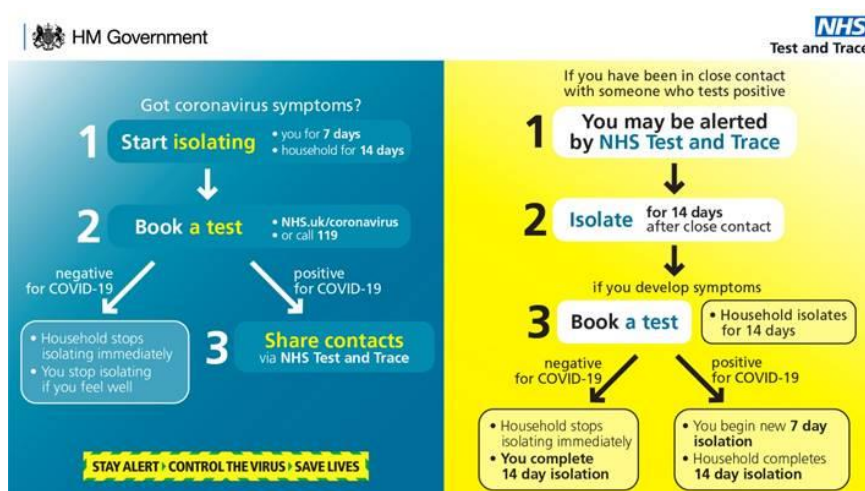 HM Government
NHS
Test and Trace
Got coronavirus symptoms?
1
Start isolating
• you for 7 days
• household for 14 days
2
Book a test
• NHS.uk/coronavirus
• or call 119
negative
for COVID-19
positive
for COVID-19
• Household stops
isolating immediately
• You stop isolating
if you feel well
3
Share contacts
via NHS Test and Trace
STAY ALERT CONTROL THE VIRUS SAVE LIVES
If you have been in close contact
with someone who tests positive
1
You may be alerted
by NHS Test and Trace
2
Isolate
for 14 days
after close contact
if you develop symptoms
3
Book a test
• Household isolates
for 14 days
negative
for COVID-19
positive
for COVID-19
• Household stops
isolating immediately
• You complete
14 day isolation
• You begin new 7 day
isolation
• Household completes
14 day isolation